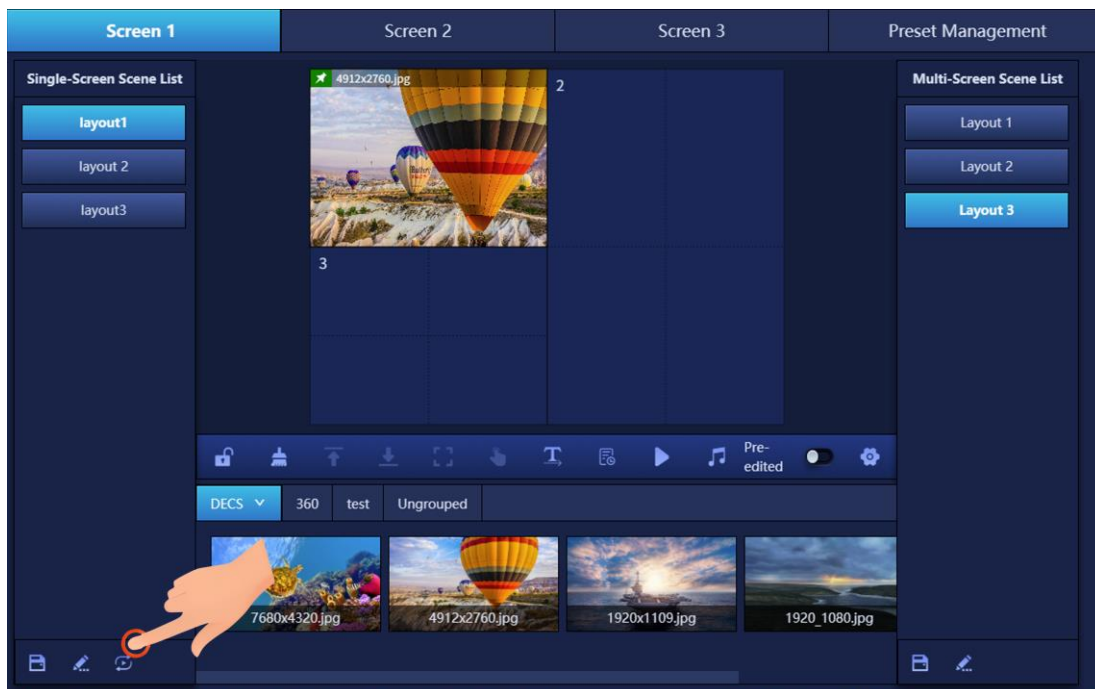 Screen 1
Screen 2
Screen 3
Preset Management
Single-Screen Scene List
layout1
layout 2
layout3
4912x2760.jpg
2
3
Multi-Screen Scene List
Layout 1
Layout 2
Layout 3
Pre-
edited
DECS
360
test
Ungrouped
7680x4320.jpg
4912x2760.jpg
1920x1109.jpg
1920_1080.jpg